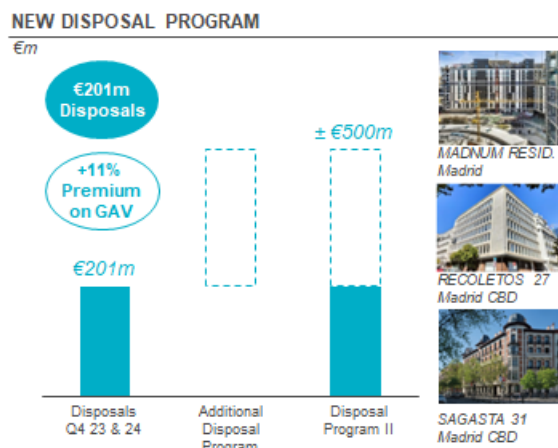 NEW DISPOSAL PROGRAM
€m
€201m
Disposals
+11%
Premium
on GAV
€201m
± €500m
Disposals
Q4 23 & 24
Additional
Disposal
Program
Disposal
Program II
MADNUM RESID.
Madrid
RECOLETOS 27
Madrid CBD
SAGASTA 31
Madrid CBD